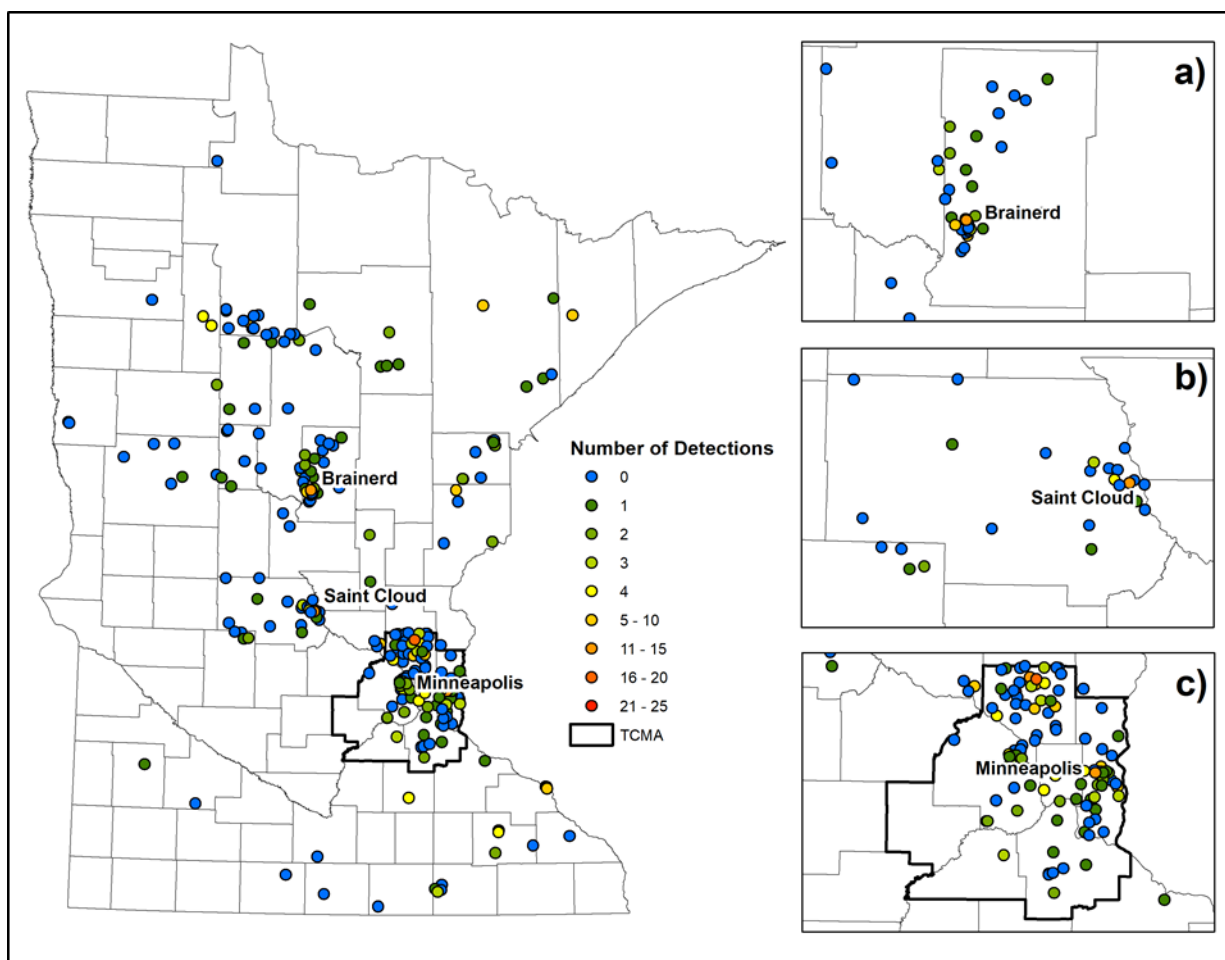 Brainerd
Saint Cloud
Minneapolis
Number of Detections
0
1
2
3
4
5 - 10
11 - 15
16 - 20
21 - 25
TCMA
a)
Brainerd
b)
Saint Cloud
c)
Minneapolis